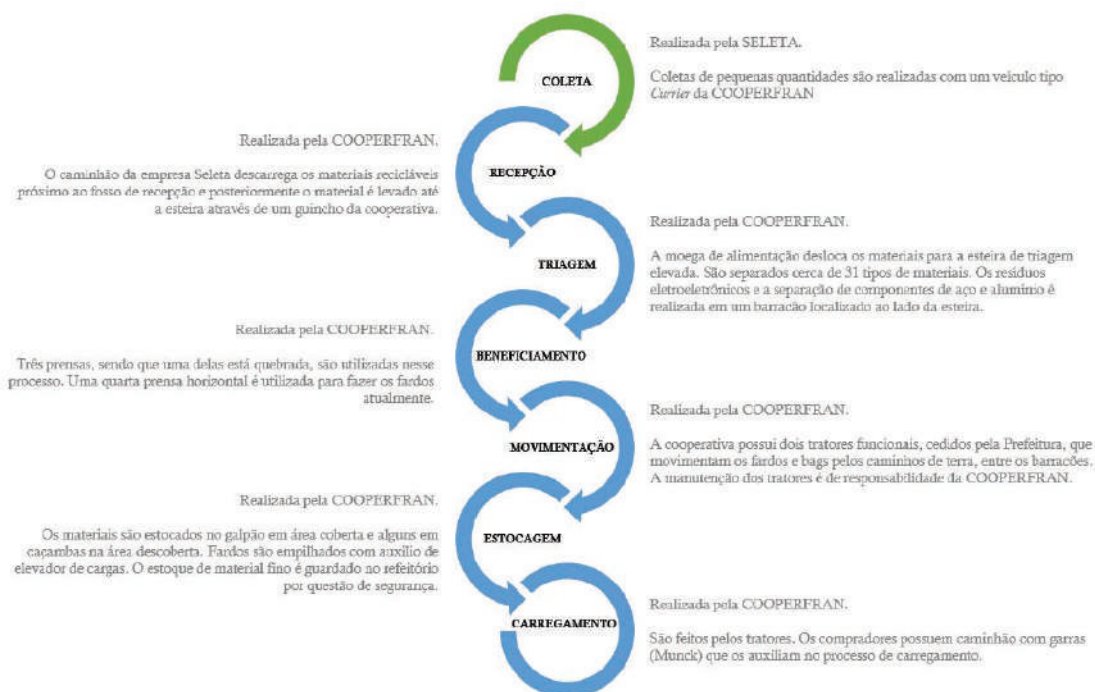 COLETA
Realizada pela SELETA.
Coletas de pequenas quantidades são realizadas com um veículo tipo
Currier da COOPERFRAN
RECEPÇÃO
Realizada pela COOPERFRAN.
O caminhão da empresa Seleta descarrega os materiais recicláveis
próximo ao fosso de recepção e posteriormente o material é levado até
a esteira através de um guincho da cooperativa.
TRIAGEM
Realizada pela COOPERFRAN.
A moega de alimentação desloca os materiais para a esteira de triagem
elevada. São separados cerca de 31 tipos de materiais. Os resíduos
eletroeletrônicos e a separação de componentes de aço e alumínio é
realizada em um barracão localizado ao lado da esteira.
BENEFICIAMENTO
Realizada pela COOPERFRAN.
Três prensas, sendo que uma delas está quebrada, são utilizadas nesse
processo. Uma quarta prensa horizontal é utilizada para fazer os fardos
atualmente.
MOVIMENTAÇÃO
Realizada pela COOPERFRAN.
A cooperativa possui dois tratores funcionais, cedidos pela Prefeitura, que
movimentam os fardos e bags pelos caminhos de terra, entre os barracões.
A manutenção dos tratores é de responsabilidade da COOPERFRAN.
ESTOCAGEM
Realizada pela COOPERFRAN.
Os materiais são estocados no galpão em área coberta e alguns em
caçambas na área descoberta. Fardos são empilhados com auxílio de
elevador de cargas. O estoque de material fino é guardado no refeitório
por questão de segurança.
CARREGAMENTO
Realizada pela COOPERFRAN.
São feitos pelos tratores. Os compradores possuem caminhão com garras
(Munck) que os auxiliam no processo de carregamento.